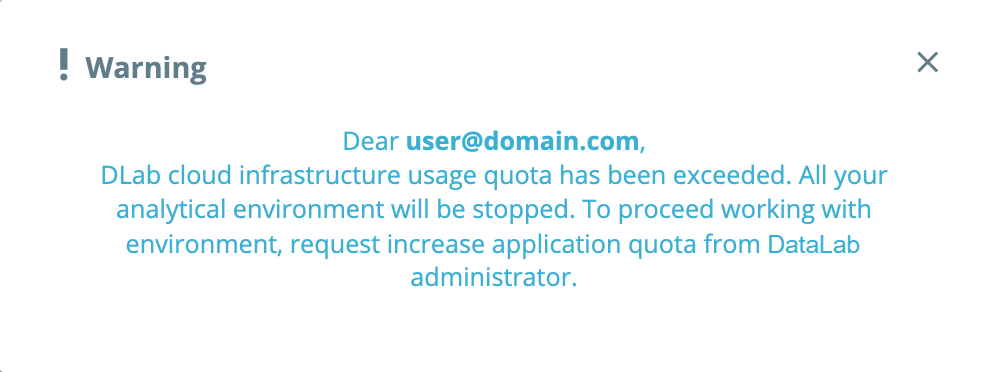 ! Warning
Dear user@domain.com,
DLab cloud infrastructure usage quota has been exceeded. All your
analytical environment will be stopped. To proceed working with
environment, request increase application quota from DataLab
administrator.